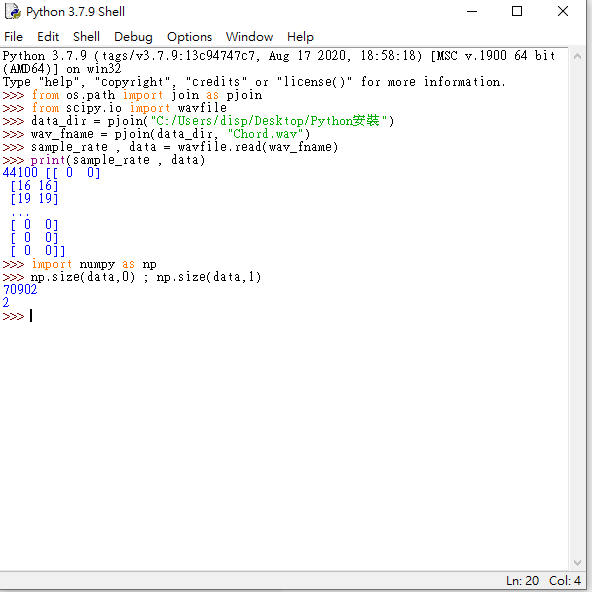 Python 3.7.9 Shell
File Edit Shell Debug Options Window Help
Python 3.7.9 (tags/v3.7.9:13c94747c7, Aug 17 2020, 18:58:18) [MSC v.1900 64 bit
(AMD64)] on win32
Type "help", "copyright", "credits" or "license()" for more information.
>>> from os.path import join as pjoin
>>> from scipy.io import wavfile
>>> data_dir = pjoin("C:/Users/disp/Desktop/Python安裝")
>>> wav_fname = pjoin(data_dir, "Chord.wav")
>>> sample_rate , data = wavfile.read(wav_fname)
>>> print(sample_rate , data)
44100 [[ 0  0]
 [16 16]
 [19 19]
 ...
 [ 0  0]
 [ 0  0]
 [ 0  0]]
>>> import numpy as np
>>> np.size(data,0) ; np.size(data,1)
70902
2
>>>
Ln: 20 Col: 4